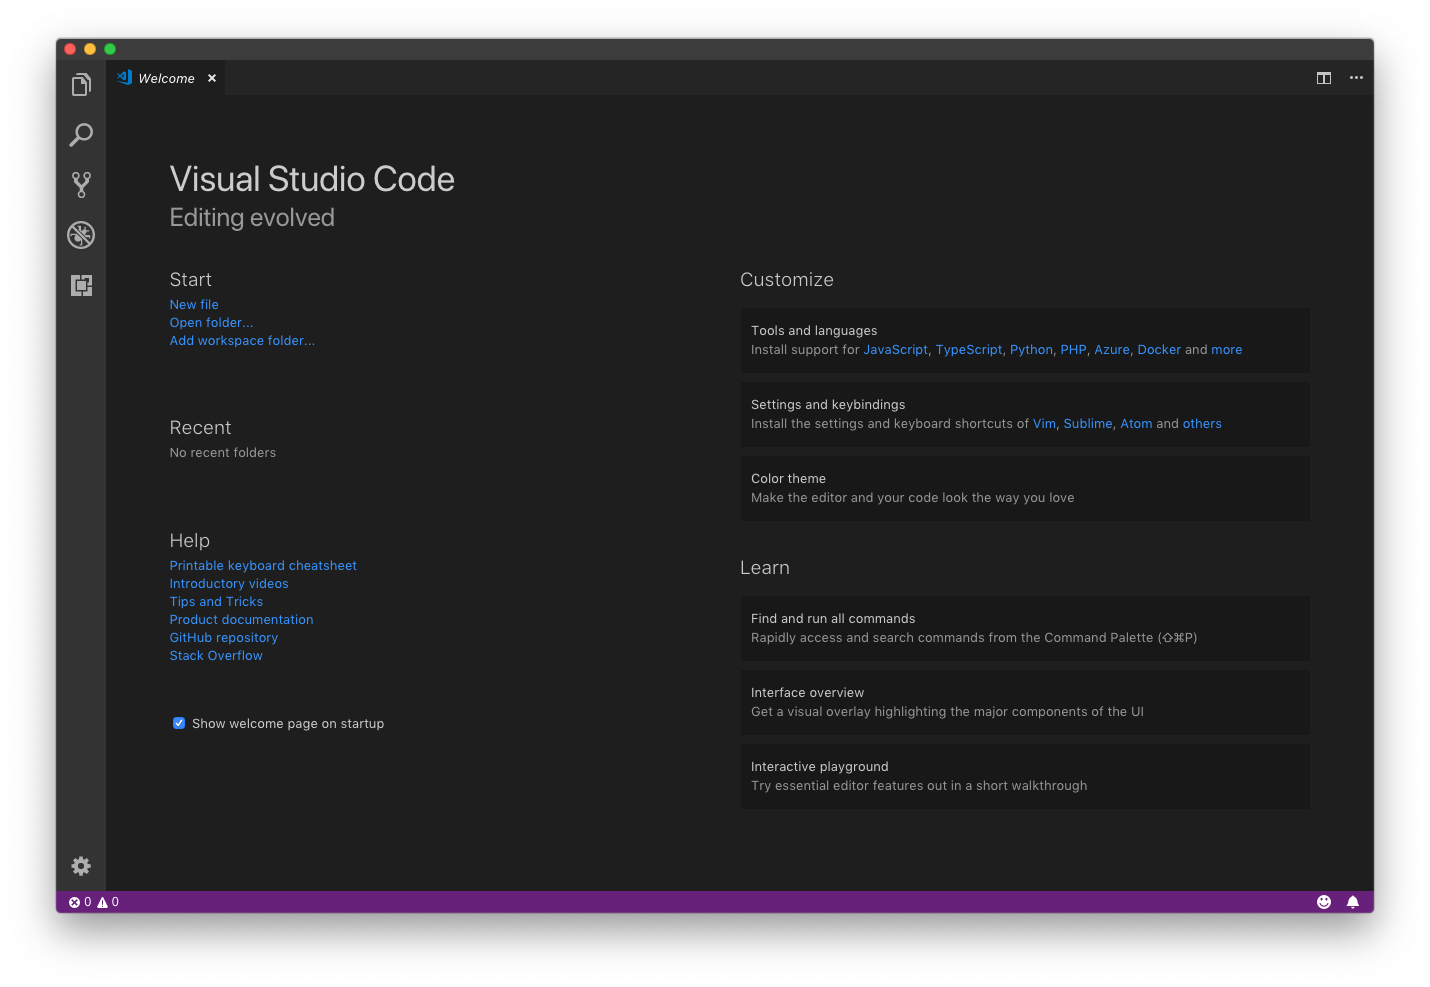 Welcome
Visual Studio Code
Editing evolved
Start
New file
Open folder...
Add workspace folder...
Recent
No recent folders
Help
Printable keyboard cheatsheet
Introductory videos
Tips and Tricks
Product documentation
GitHub repository
Stack Overflow
Show welcome page on startup
Customize
Tools and languages
Install support for JavaScript, TypeScript, Python, PHP, Azure, Docker and more
Settings and keybindings
Install the settings and keyboard shortcuts of Vim, Sublime, Atom and others
Color theme
Make the editor and your code look the way you love
Learn
Find and run all commands
Rapidly access and search commands from the Command Palette (⇧⌘P)
Interface overview
Get a visual overlay highlighting the major components of the UI
Interactive playground
Try essential editor features out in a short walkthrough
0 0